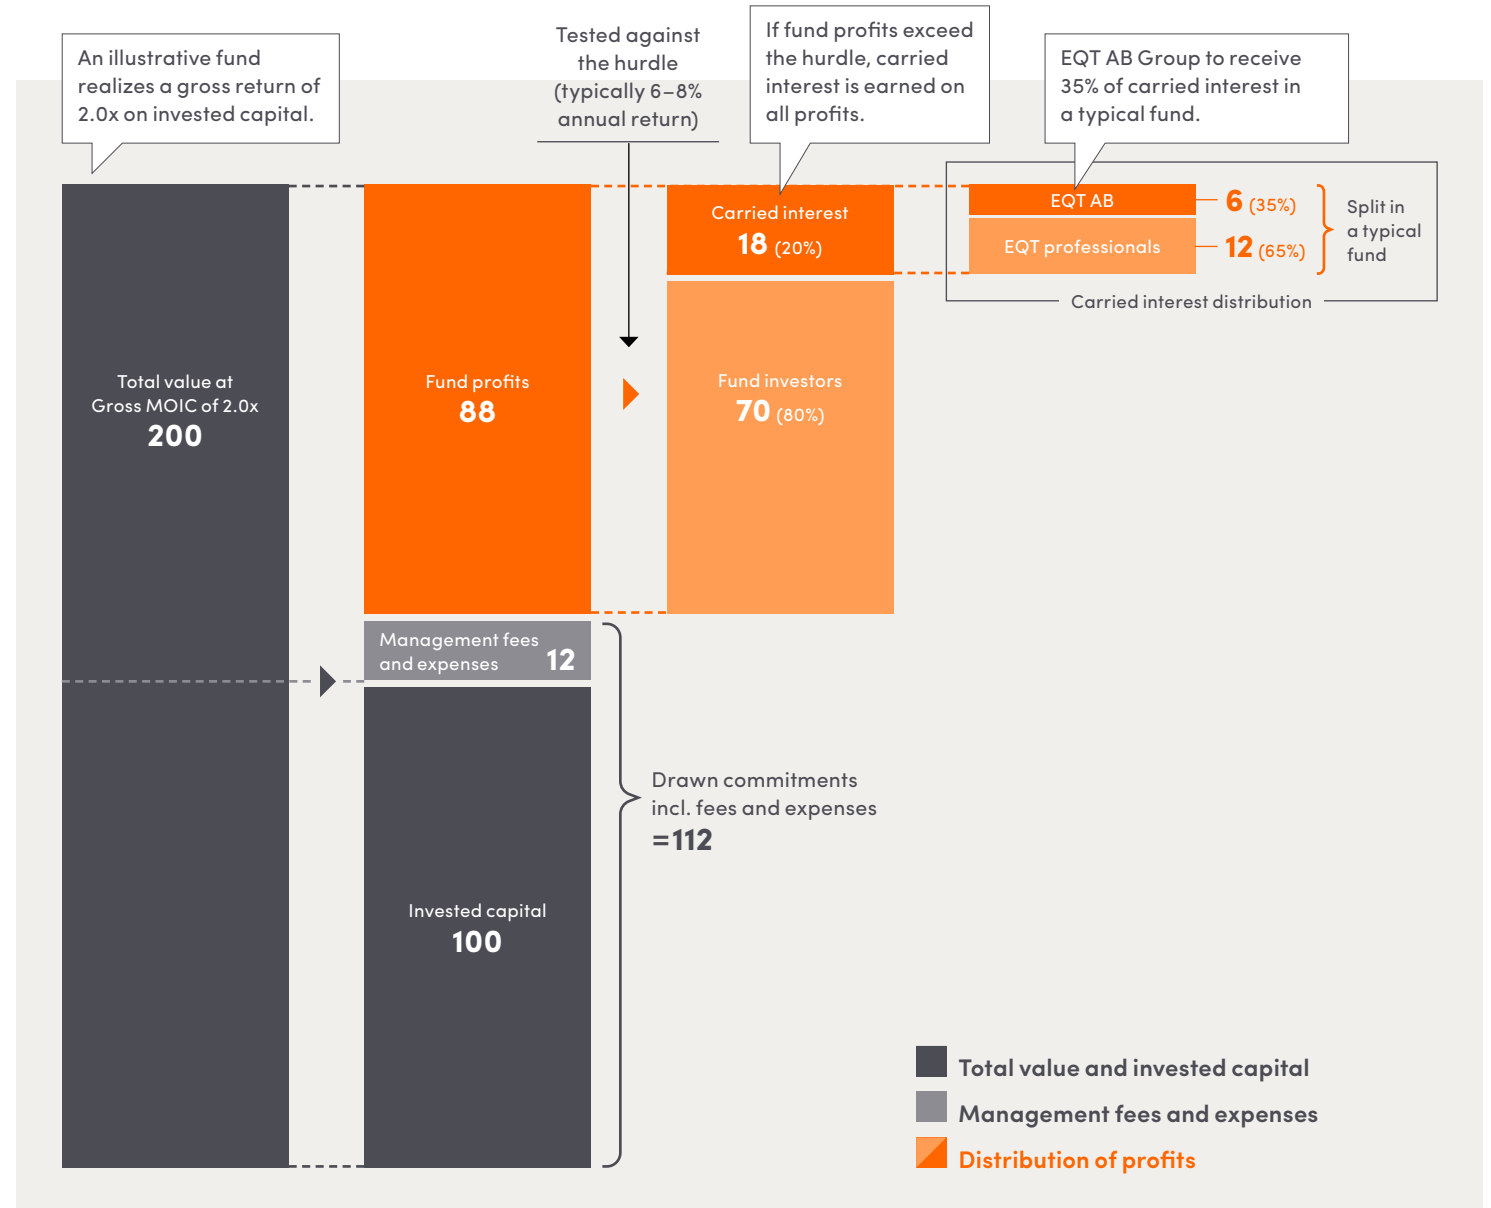 An illustrative fund
realizes a gross return of
2.0x on invested capital.
Tested against
the hurdle
(typically 6–8%
annual return)
If fund profits exceed
the hurdle, carried
interest is earned on
all profits.
EQT AB Group to receive
35% of carried interest in
a typical fund.
Total value at
Gross MOIC of 2.0x
200
Fund profits
88
Management fees
and expenses 12
Invested capital
100
Drawn commitments
incl. fees and expenses
=112
Carried interest
18 (20%)
Fund investors
70 (80%)
EQT AB
6 (35%)
EQT professionals
12 (65%)
Split in
a typical
fund
Carried interest distribution
Total value and invested capital
Management fees and expenses
Distribution of profits